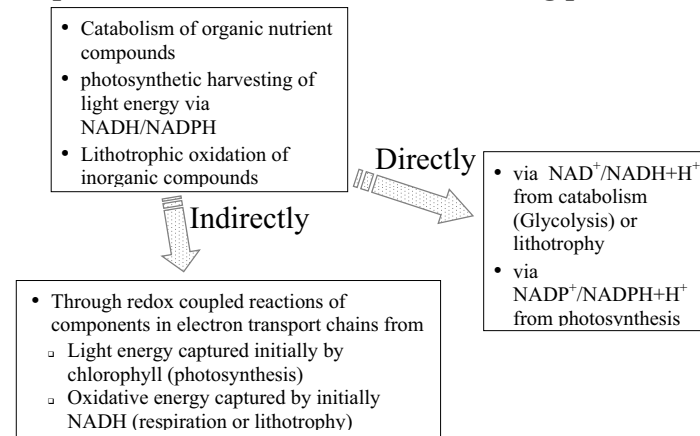 • Catabolism of organic nutrient
compounds
• photosynthetic harvesting of
light energy via
NADH/NADPH
• Lithotrophic oxidation of
inorganic compounds
Directly
Indirectly
• via NAD⁺/NADH+H⁺
from catabolism
(Glycolysis) or
lithotrophy
• via
NADP⁺/NADPH+H⁺
from photosynthesis
• Through redox coupled reactions of
components in electron transport chains from
▫ Light energy captured initially by
chlorophyll (photosynthesis)
▫ Oxidative energy captured by initially
NADH (respiration or lithotrophy)